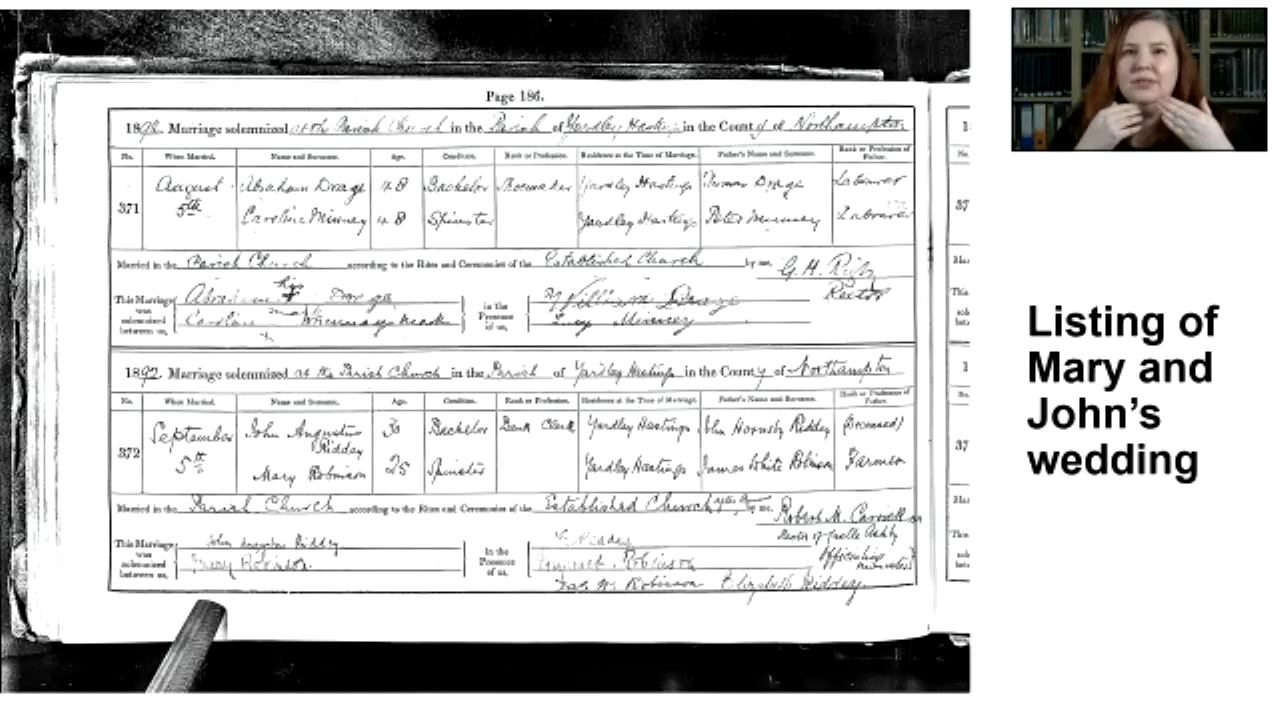 Page 186.
1892. Marriage solemnized at the Parish Church in the Parish of Yardley Hastings in the County of Northampton
No. When Married. Name and Surname. Age. Condition. Rank or Profession. Residence at the Time of Marriage. Father's Name and Surname. Rank or Profession of Father.
371 August 5th Abraham Drage 48 Bachelor Yardley Hastings Thomas Drage Labourer
Caroline Minney 48 Spinster Yardley Hastings Peter Minney Labourer
Married in the Parish Church according to the Rites and Ceremonies of the Established Church by me, G. H.
Rector
This Marriage was solemnized between us, Abraham Drage in the Presence of us, William Drage
Caroline Lucy Minney
1892. Marriage solemnized at the Parish Church in the Parish of Yardley Hastings in the County of Northampton
No. When Married. Name and Surname. Age. Condition. Rank or Profession. Residence at the Time of Marriage. Father's Name and Surname. Rank or Profession of Father.
372 September 5th John Augustus Ridday 30 Bachelor Bank Clerk Yardley Hastings John Hornsby Ridday (Deceased)
Mary Robinson 25 Spinster Yardley Hastings James White Robinson Farmer
Married in the Parish Church according to the Rites and Ceremonies of the Established Church by me, Robert H.
This Marriage was solemnized between us, John Augustus Ridday in the Presence of us, Ridday
Mary Robinson Robinson
Robinson Elizabeth Ridday
Listing of
Mary and
John's
wedding